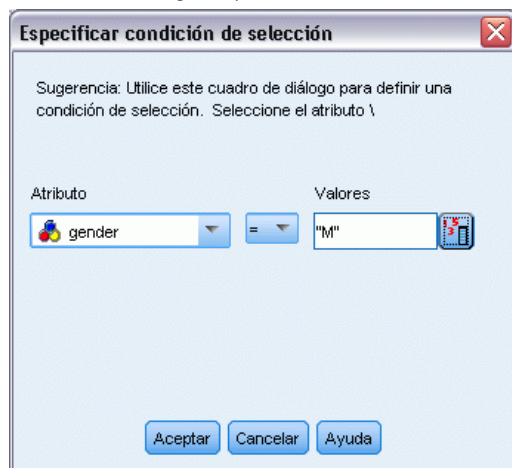 Especificar condición de selección
Sugerencia: Utilice este cuadro de diálogo para definir una
condición de selección. Seleccione el atributo \
Atributo
Valores
gender
=
"M"
Aceptar
Cancelar
Ayuda